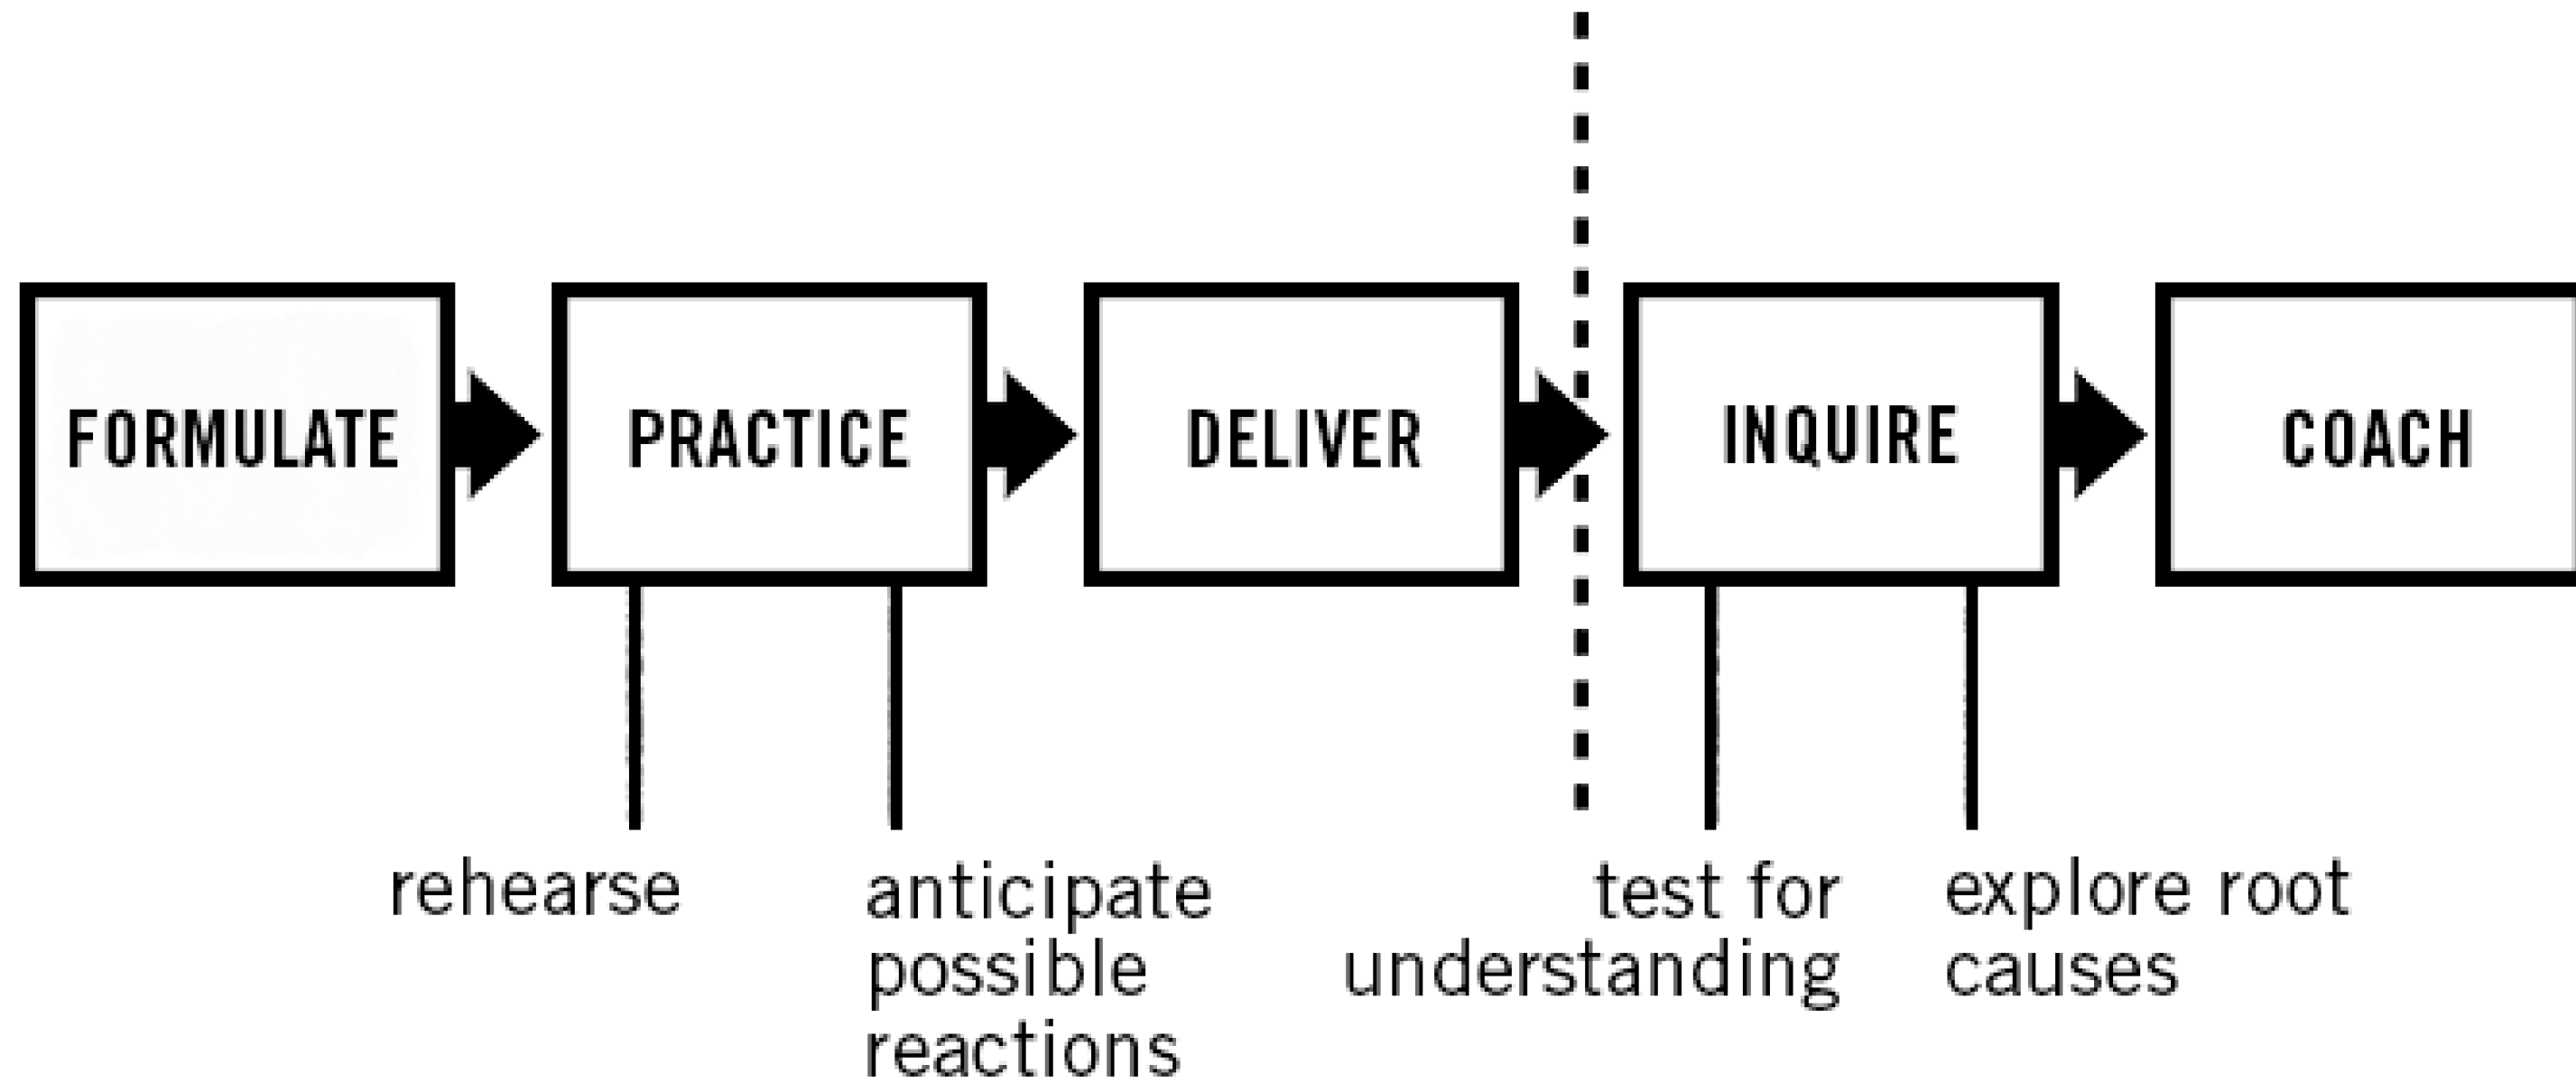 FORMULATE
PRACTICE
DELIVER
INQUIRE
COACH
rehearse
anticipate
possible
reactions
test for
understanding
explore root
causes